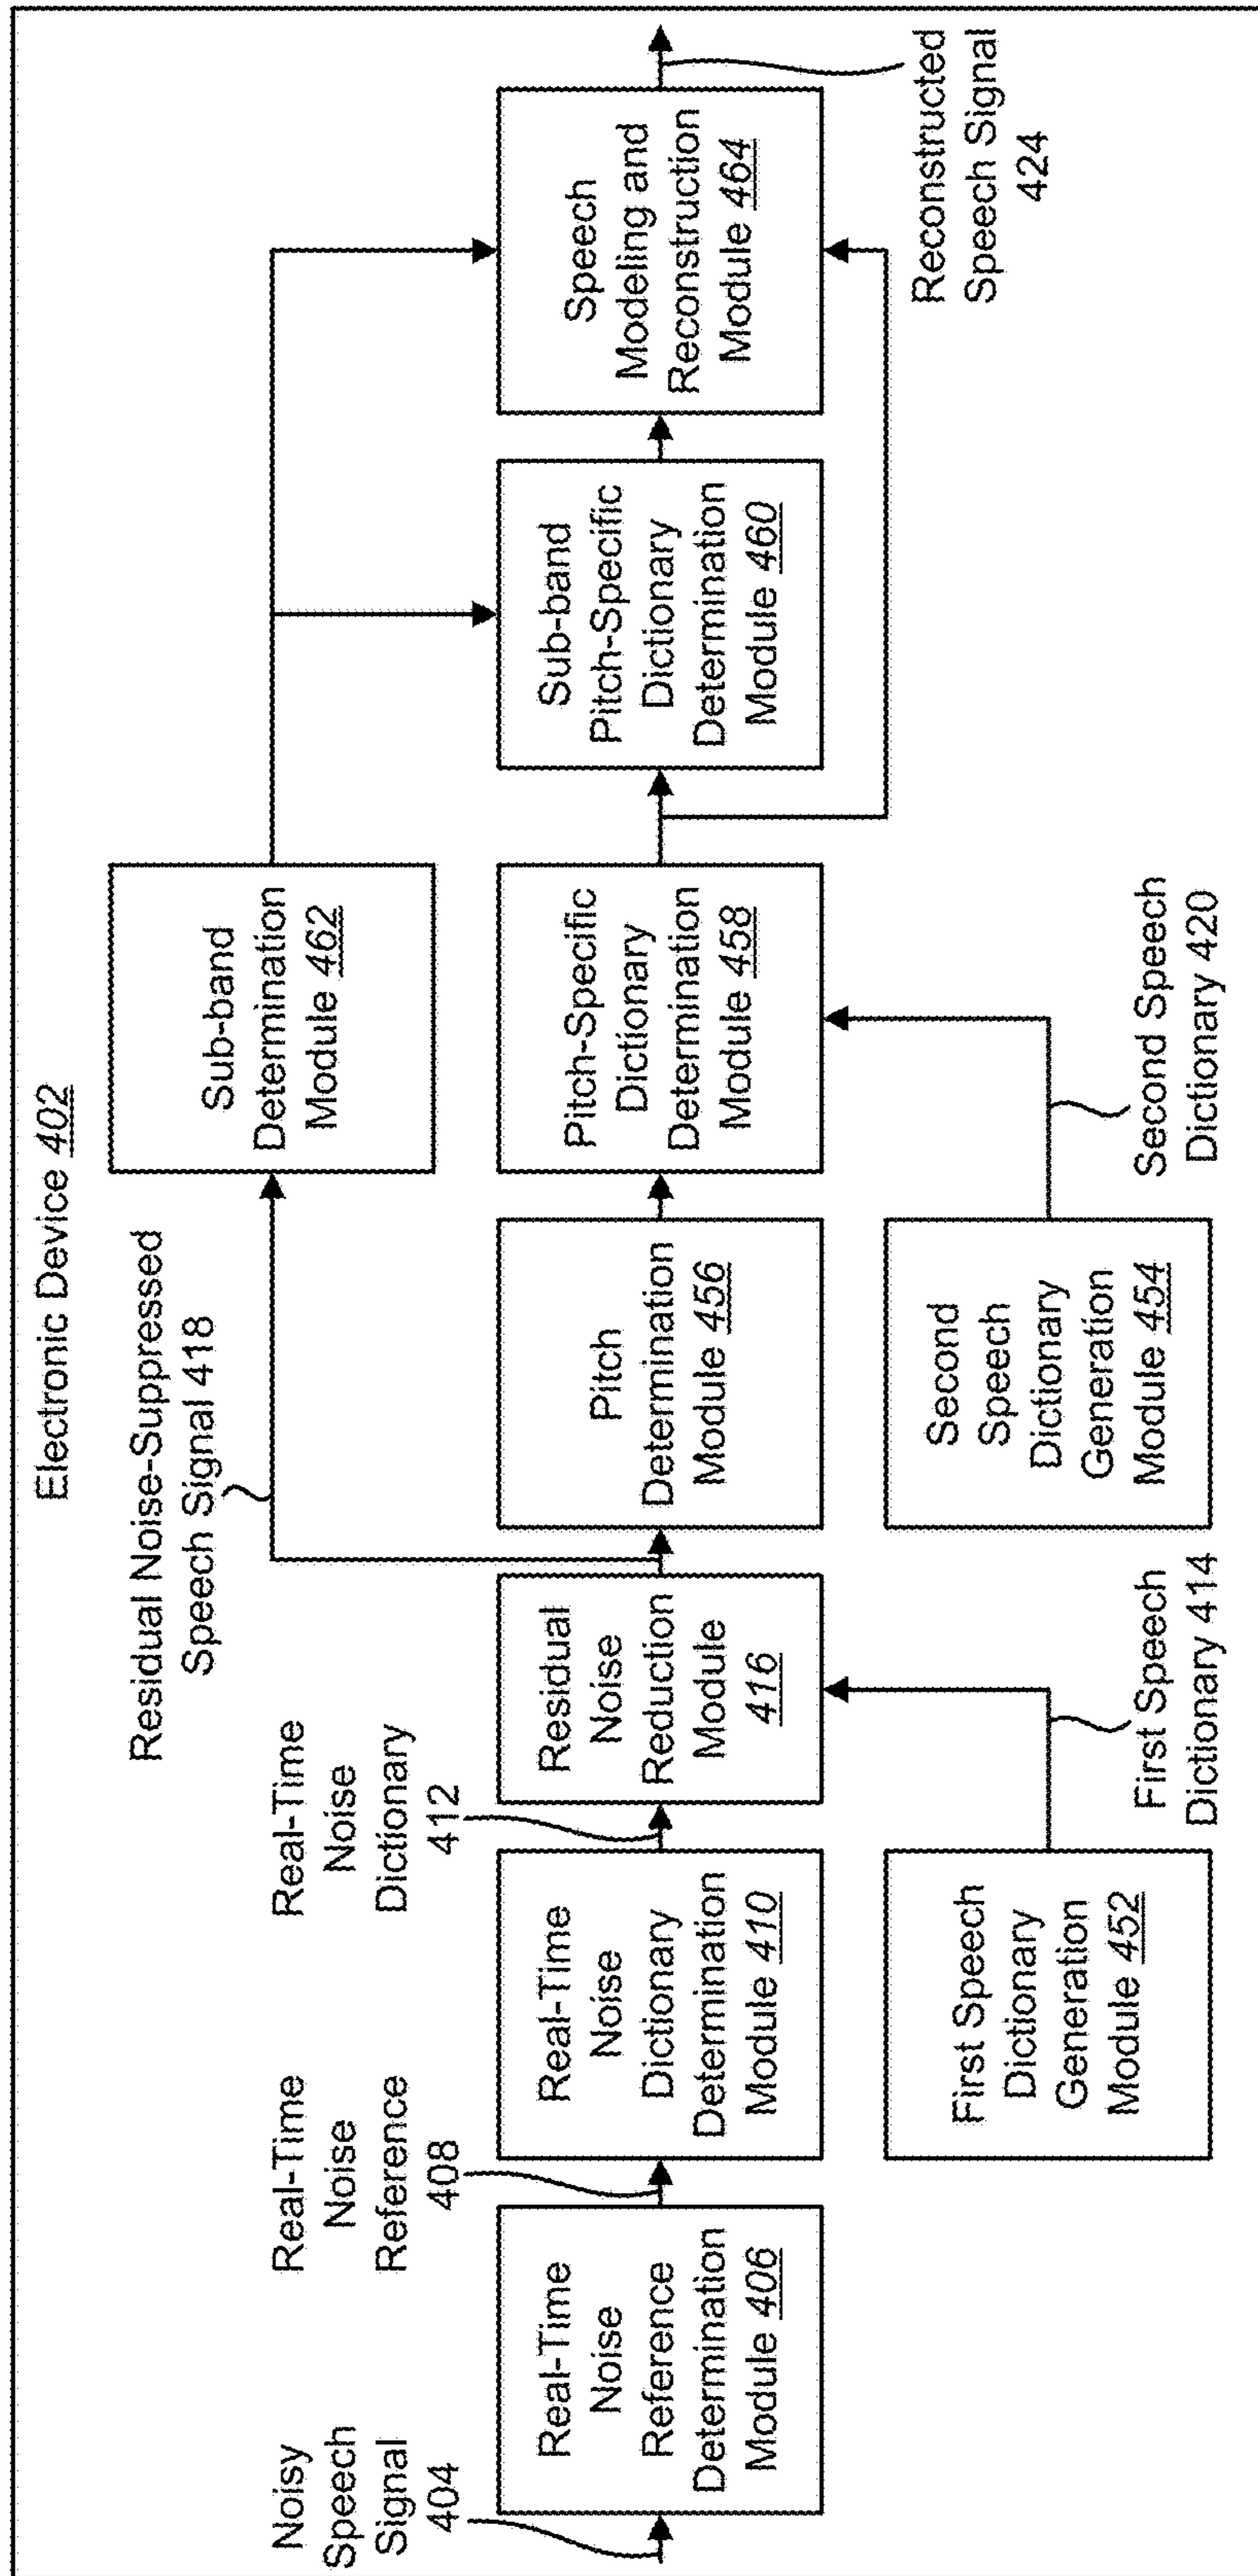 Electronic Device 402
Noisy
Speech
Signal
404
Real-Time
Noise
Reference
408
Real-Time
Noise
Dictionary
412
Residual Noise-Suppressed
Speech Signal 418
Sub-band
Determination
Module 462
Real-Time
Noise
Reference
Determination
Module 406
Real-Time
Noise
Dictionary
Determination
Module 410
Residual
Noise
Reduction
Module
416
Pitch
Determination
Module 456
Pitch-Specific
Dictionary
Determination
Module 458
Sub-band
Pitch-Specific
Dictionary
Determination
Module 460
Speech
Modeling and
Reconstruction
Module 464
First Speech
Dictionary
Generation
Module 452
First Speech
Dictionary 414
Second
Speech
Dictionary
Generation
Module 454
Second Speech
Dictionary 420
Reconstructed
Speech Signal
424